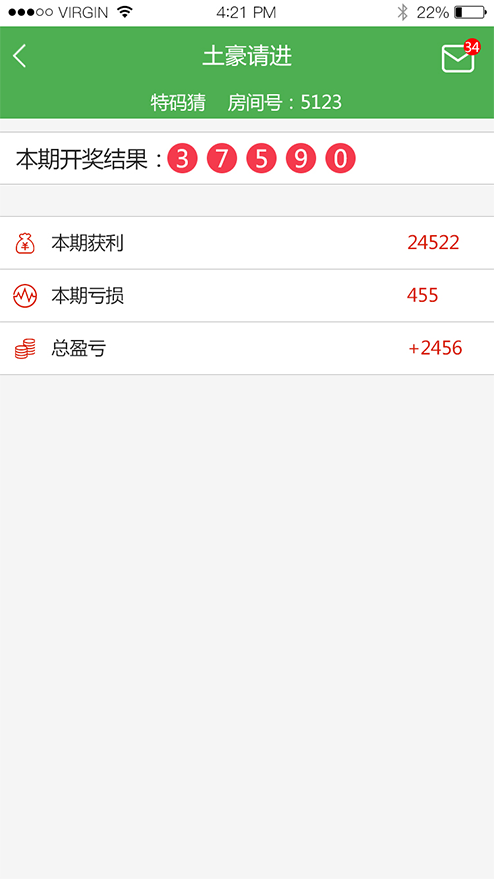 VIRGIN 4:21 PM 22%
土豪请进
34
特码猜 房间号：5123
本期开奖结果：3 7 5 9 0
本期获利 24522
本期亏损 455
总盈亏 +2456